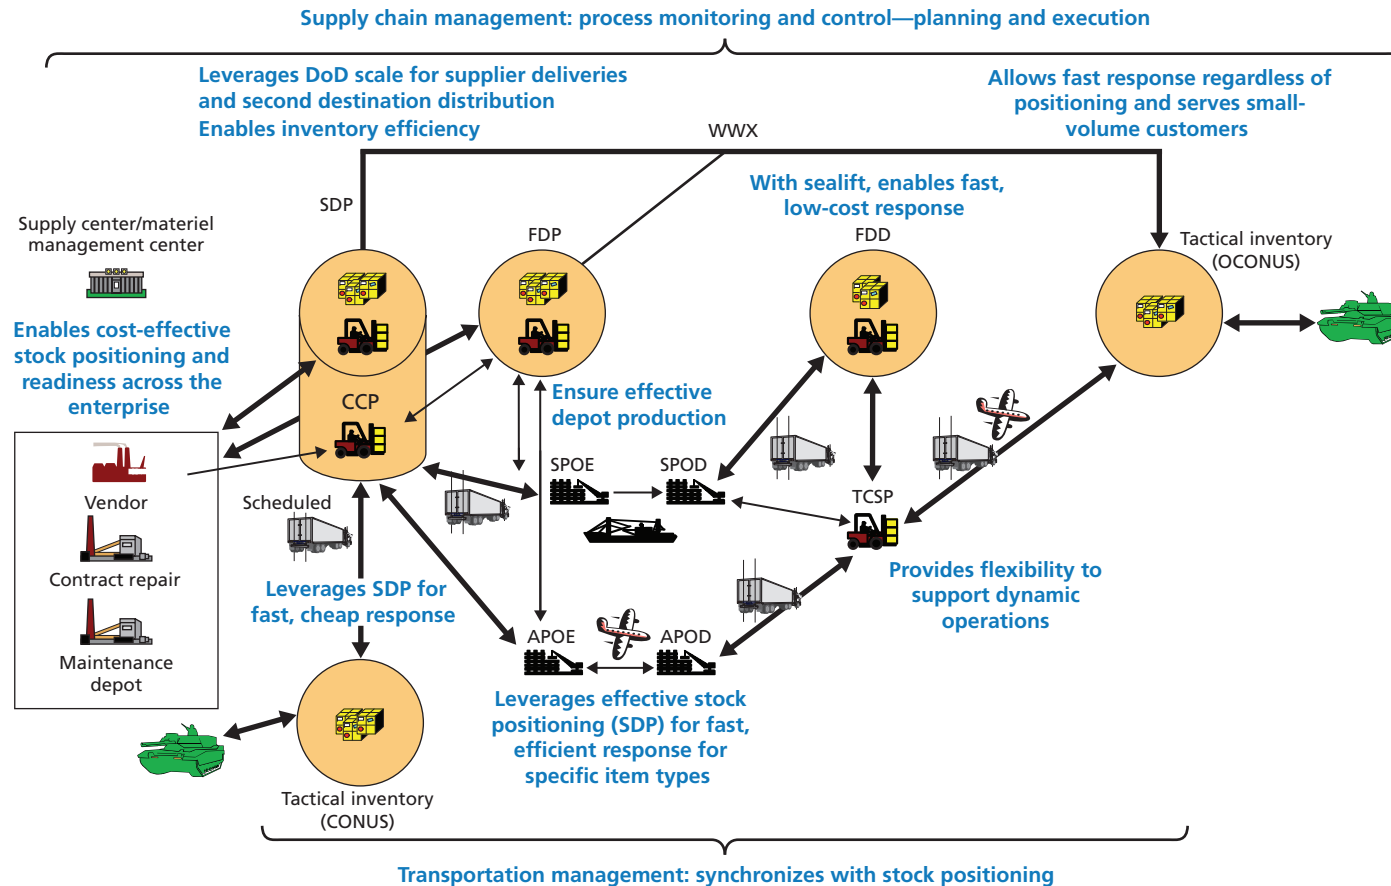 Supply chain management: process monitoring and control—planning and execution
Leverages DoD scale for supplier deliveries
and second destination distribution
Enables inventory efficiency
Allows fast response regardless of
positioning and serves small-
volume customers
WWX
With sealift, enables fast,
low-cost response
SDP
Supply center/materiel
management center
FDP
FDD
Tactical inventory
(OCONUS)
Enables cost-effective
stock positioning and
readiness across the
enterprise
CCP
Ensure effective
depot production
Vendor
Contract repair
Maintenance
depot
Scheduled
SPOE
SPOD
TCSP
Leverages SDP for
fast, cheap response
Provides flexibility to
support dynamic
operations
APOE
APOD
Leverages effective stock
positioning (SDP) for fast,
efficient response for
specific item types
Tactical inventory
(CONUS)
Transportation management: synchronizes with stock positioning